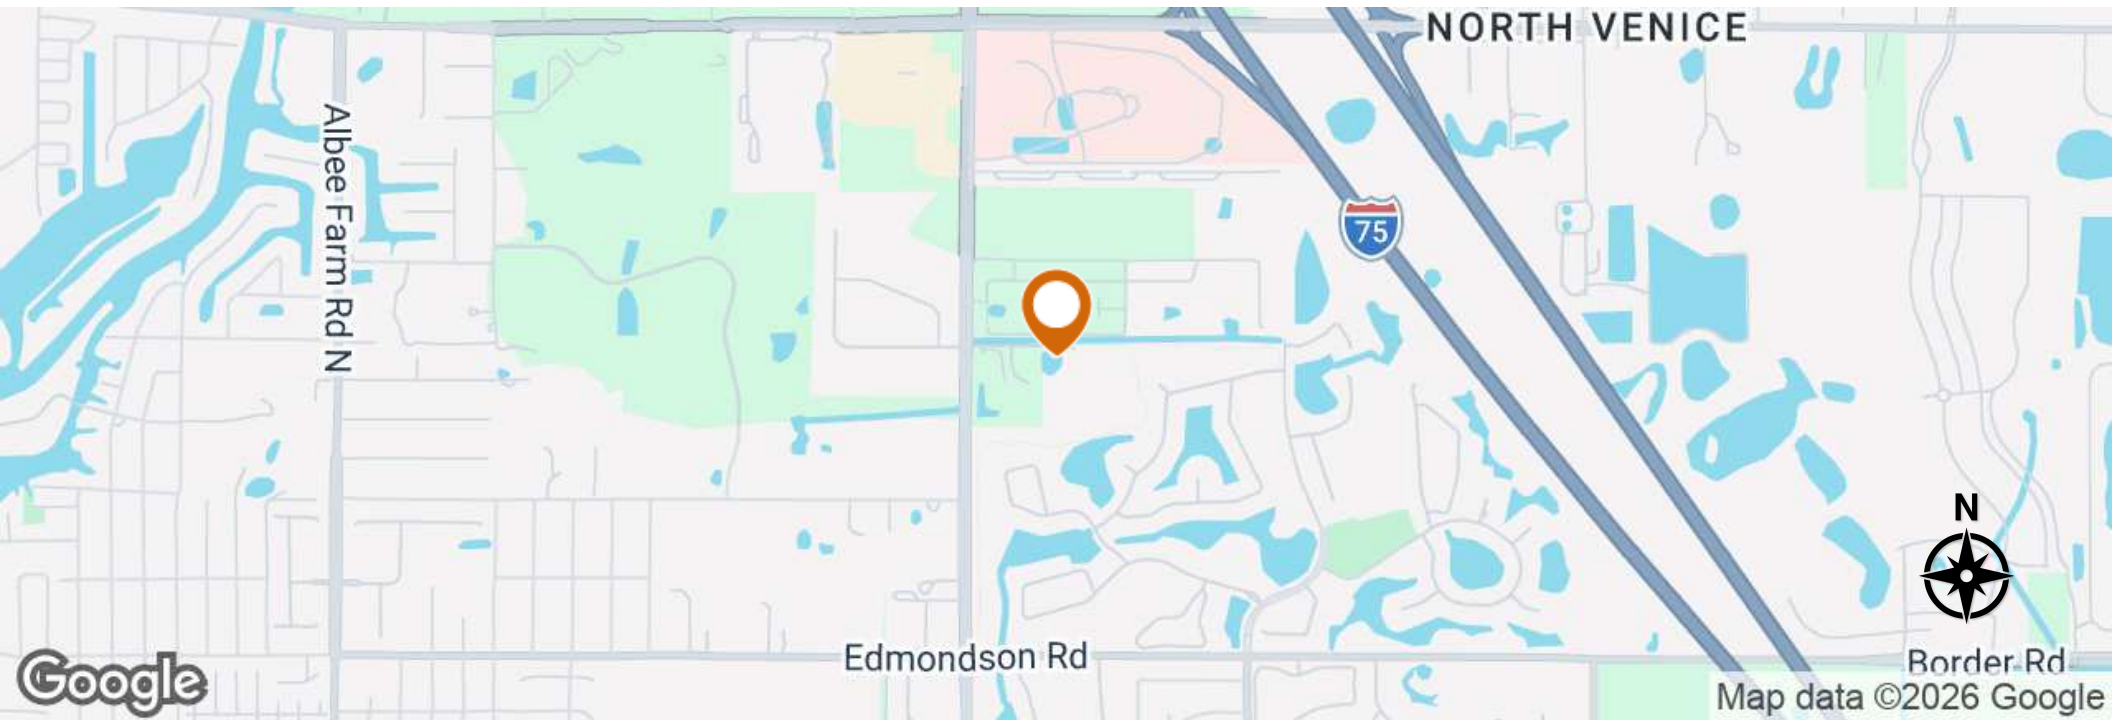 NORTH VENICE
Albee Farm Rd N
75
N
Edmondson Rd
Border Rd
Google
Map data ©2026 Google